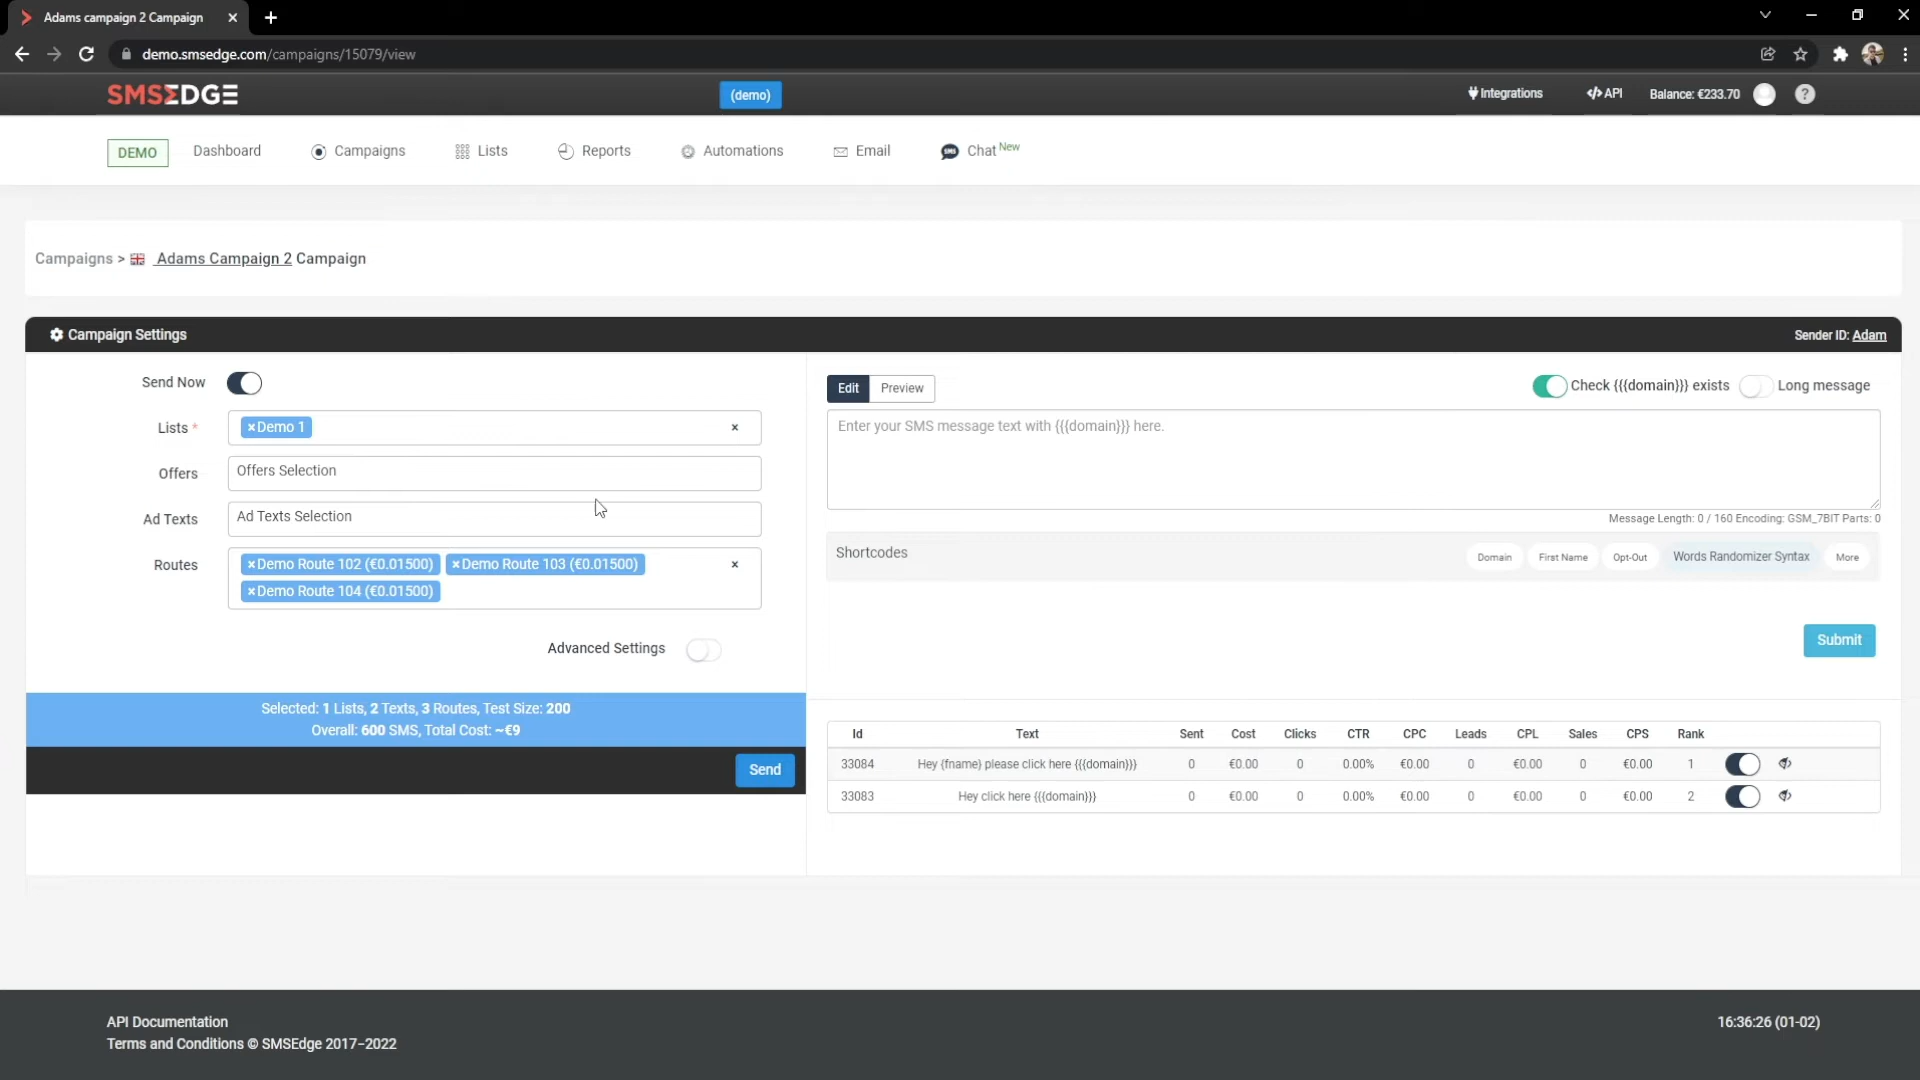 Adams campaign 2 Campaign
demo.smsedge.com/campaigns/15079/view
SMSEDGE
(demo)
Integrations
</>API
Balance: €233.70
?
DEMO
Dashboard
Campaigns
Lists
Reports
Automations
Email
Chat New
Campaigns > Adams Campaign 2 Campaign
Campaign Settings
Sender ID: Adam
Send Now
Lists *
×Demo 1
×
Offers
Offers Selection
Ad Texts
Ad Texts Selection
Routes
×Demo Route 102 (€0.01500) ×Demo Route 103 (€0.01500)
×
×Demo Route 104 (€0.01500)
Advanced Settings
Selected: 1 Lists, 2 Texts, 3 Routes, Test Size: 200
Overall: 600 SMS, Total Cost: ~€9
Send
Edit
Preview
Check {{{domain}}} exists
Long message
Enter your SMS message text with {{{domain}}} here.
Message Length: 0 / 160 Encoding: GSM_7BIT Parts: 0
Shortcodes
Domain
First Name
Opt-Out
Words Randomizer Syntax
More
Submit
Id Text Sent Cost Clicks CTR CPC Leads CPL Sales CPS Rank
33084 Hey {fname} please click here {{{domain}}} 0 €0.00 0 0.00% €0.00 0 €0.00 0 €0.00 1
33083 Hey click here {{{domain}}} 0 €0.00 0 0.00% €0.00 0 €0.00 0 €0.00 2
API Documentation
Terms and Conditions © SMSEdge 2017-2022
16:36:26 (01-02)